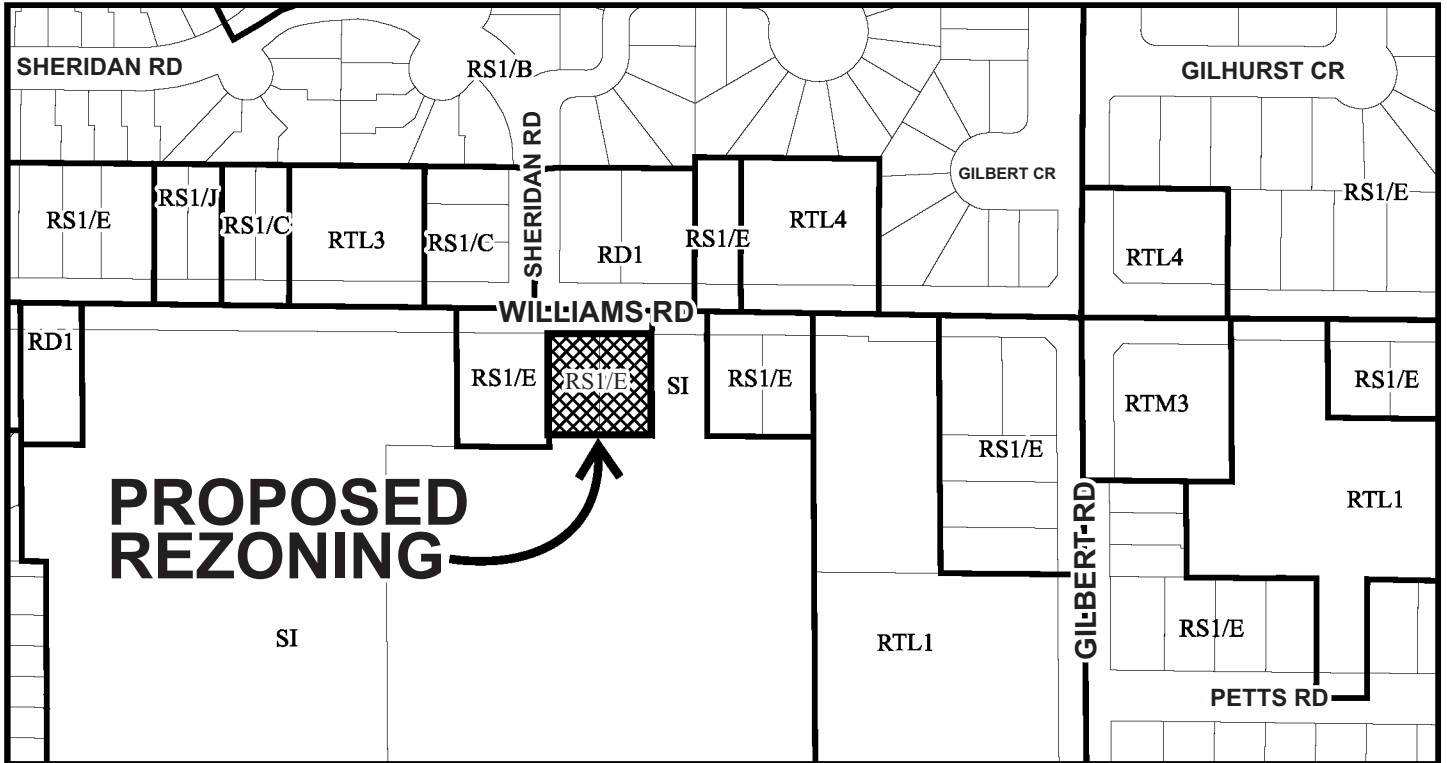 SHERIDAN RD
RS1/B
GILHURST CR
SHERIDAN RD
GILBERT CR
RS1/E
RS1/J
RS1/C
RTL3
RS1/C
RD1
RS1/E
RTL4
RTL4
RS1/E
WILLIAMS RD
RD1
RS1/E
RS1/E
SI
RS1/E
RS1/E
RTM3
RS1/E
PROPOSED
REZONING
GILBERT RD
RTL1
SI
RTL1
RS1/E
PETTS RD